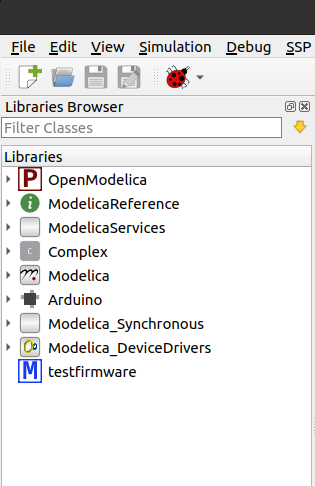 File Edit View Simulation Debug SSP
Libraries Browser
Filter Classes
Libraries
P OpenModelica
i ModelicaReference
ModelicaServices
C Complex
m Modelica
Arduino
Modelica_Synchronous
Modelica_DeviceDrivers
M testfirmware